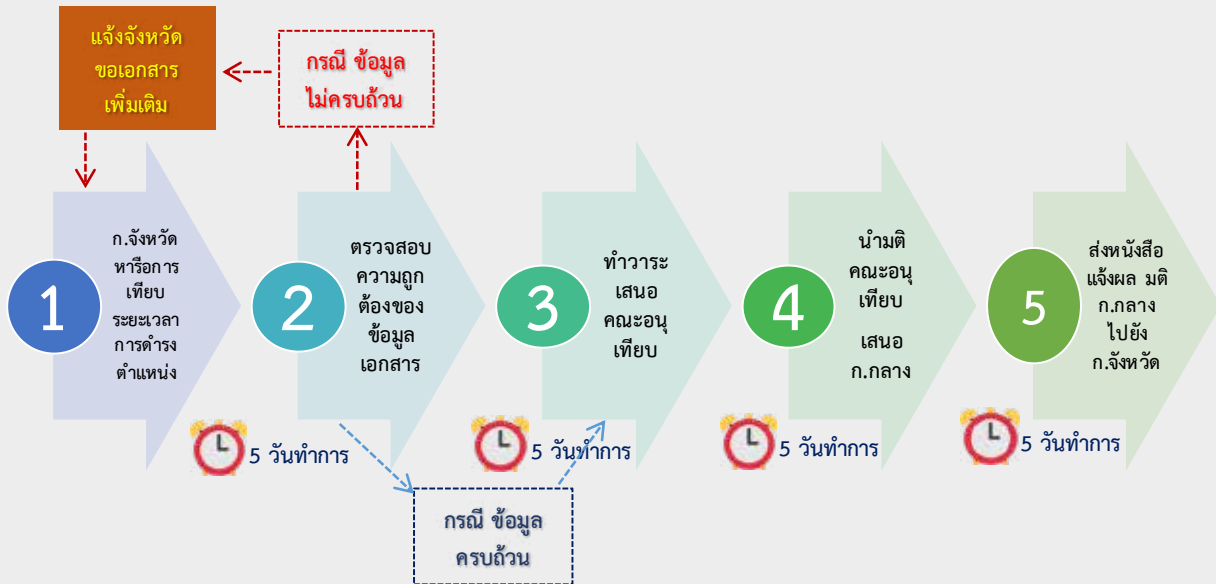 แจ้งจังหวัด
ขอเอกสาร
เพิ่มเติม
กรณี ข้อมูล
ไม่ครบถ้วน
1
ก.จังหวัด
หารือการ
เทียบ
ระยะเวลา
การดำรง
ตำแหน่ง
2
ตรวจสอบ
ความถูก
ต้องของ
ข้อมูล
เอกสาร
3
ทำวาระ
เสนอ
คณะอนุ
เทียบ
4
นำมติ
คณะอนุ
เทียบ
เสนอ
ก.กลาง
5
ส่งหนังสือ
แจ้งผล มติ
ก.กลาง
ไปยัง
ก.จังหวัด
5 วันทำการ
5 วันทำการ
5 วันทำการ
5 วันทำการ
กรณี ข้อมูล
ครบถ้วน